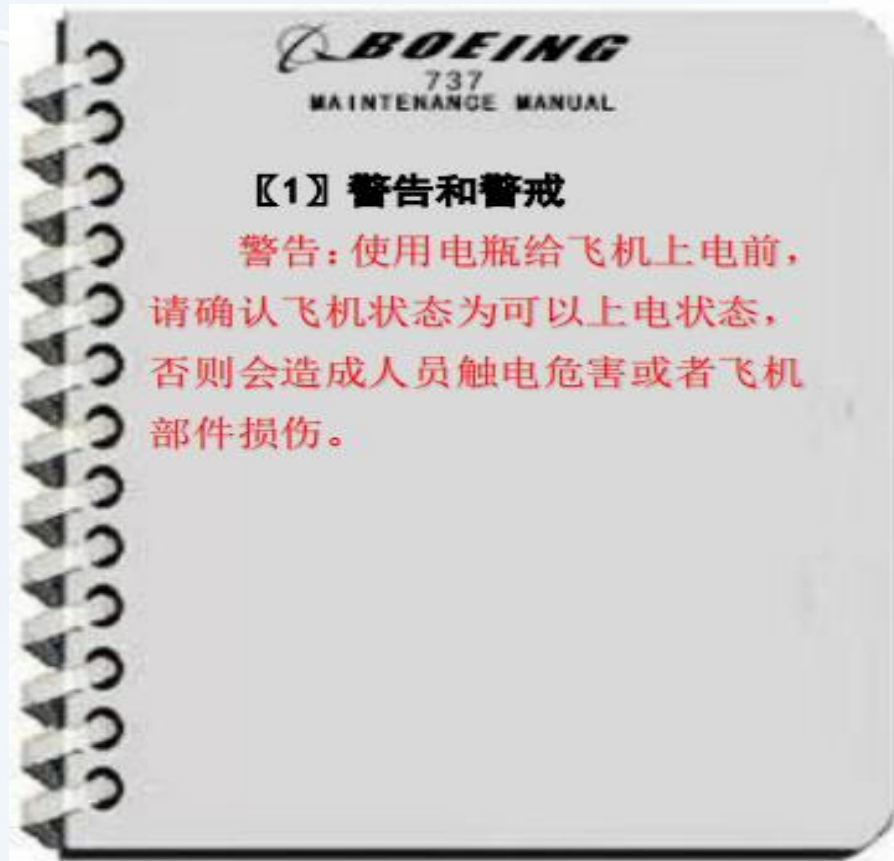 BOEING
737
MAINTENANCE MANUAL
〖1〗警告和警戒
警告：使用电瓶给飞机上电前，
请确认飞机状态为可以上电状态，
否则会造成人员触电危害或者飞机
部件损伤。